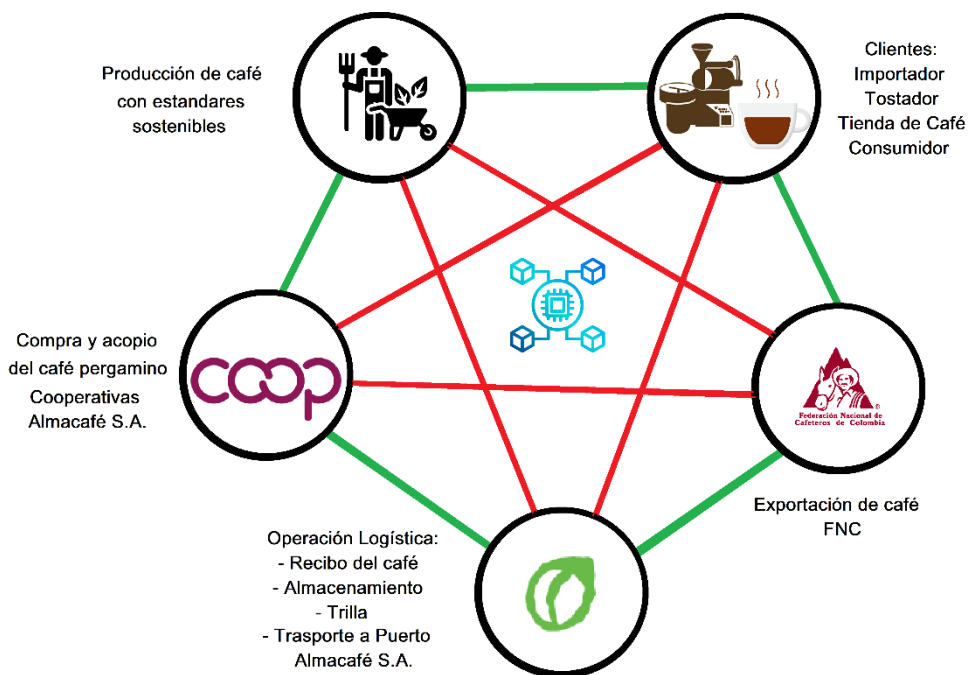 Producción de café
con estandares
sostenibles
Clientes:
Importador
Tostador
Tienda de Café
Consumidor
Compra y acopio
del café pergamino
Cooperativas
Almacafé S.A.
coop
Federación Nacional de
Cafeteros de Colombia
®
Exportación de café
FNC
Operación Logística:
- Recibo del café
- Almacenamiento
- Trilla
- Trasporte a Puerto
Almacafé S.A.